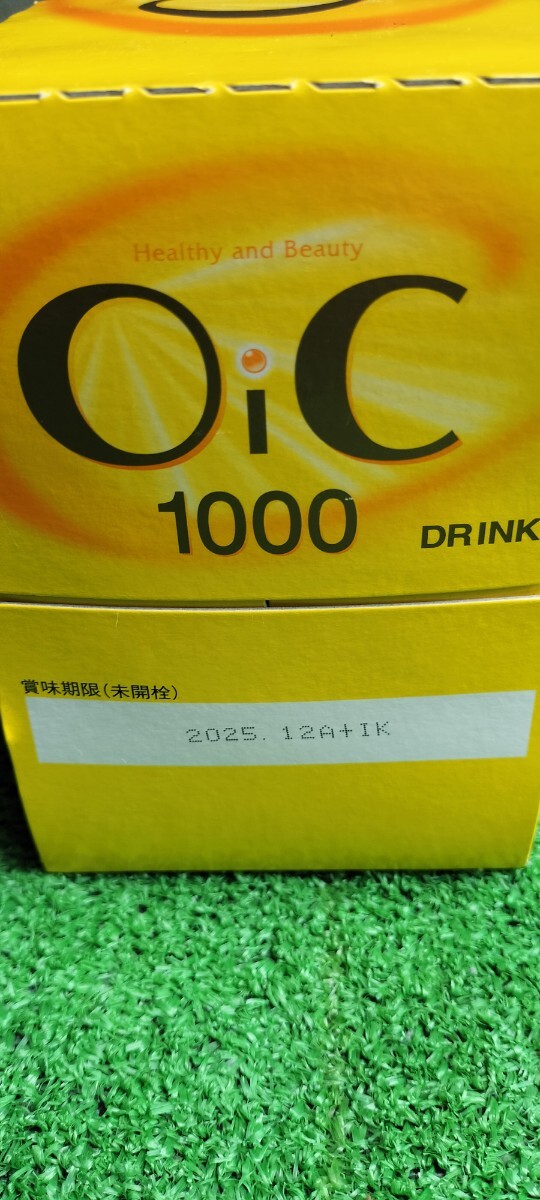 Healthy and Beauty
OiC
1000
DRINK
賞味期限(未開栓)
2025. 12A+IK